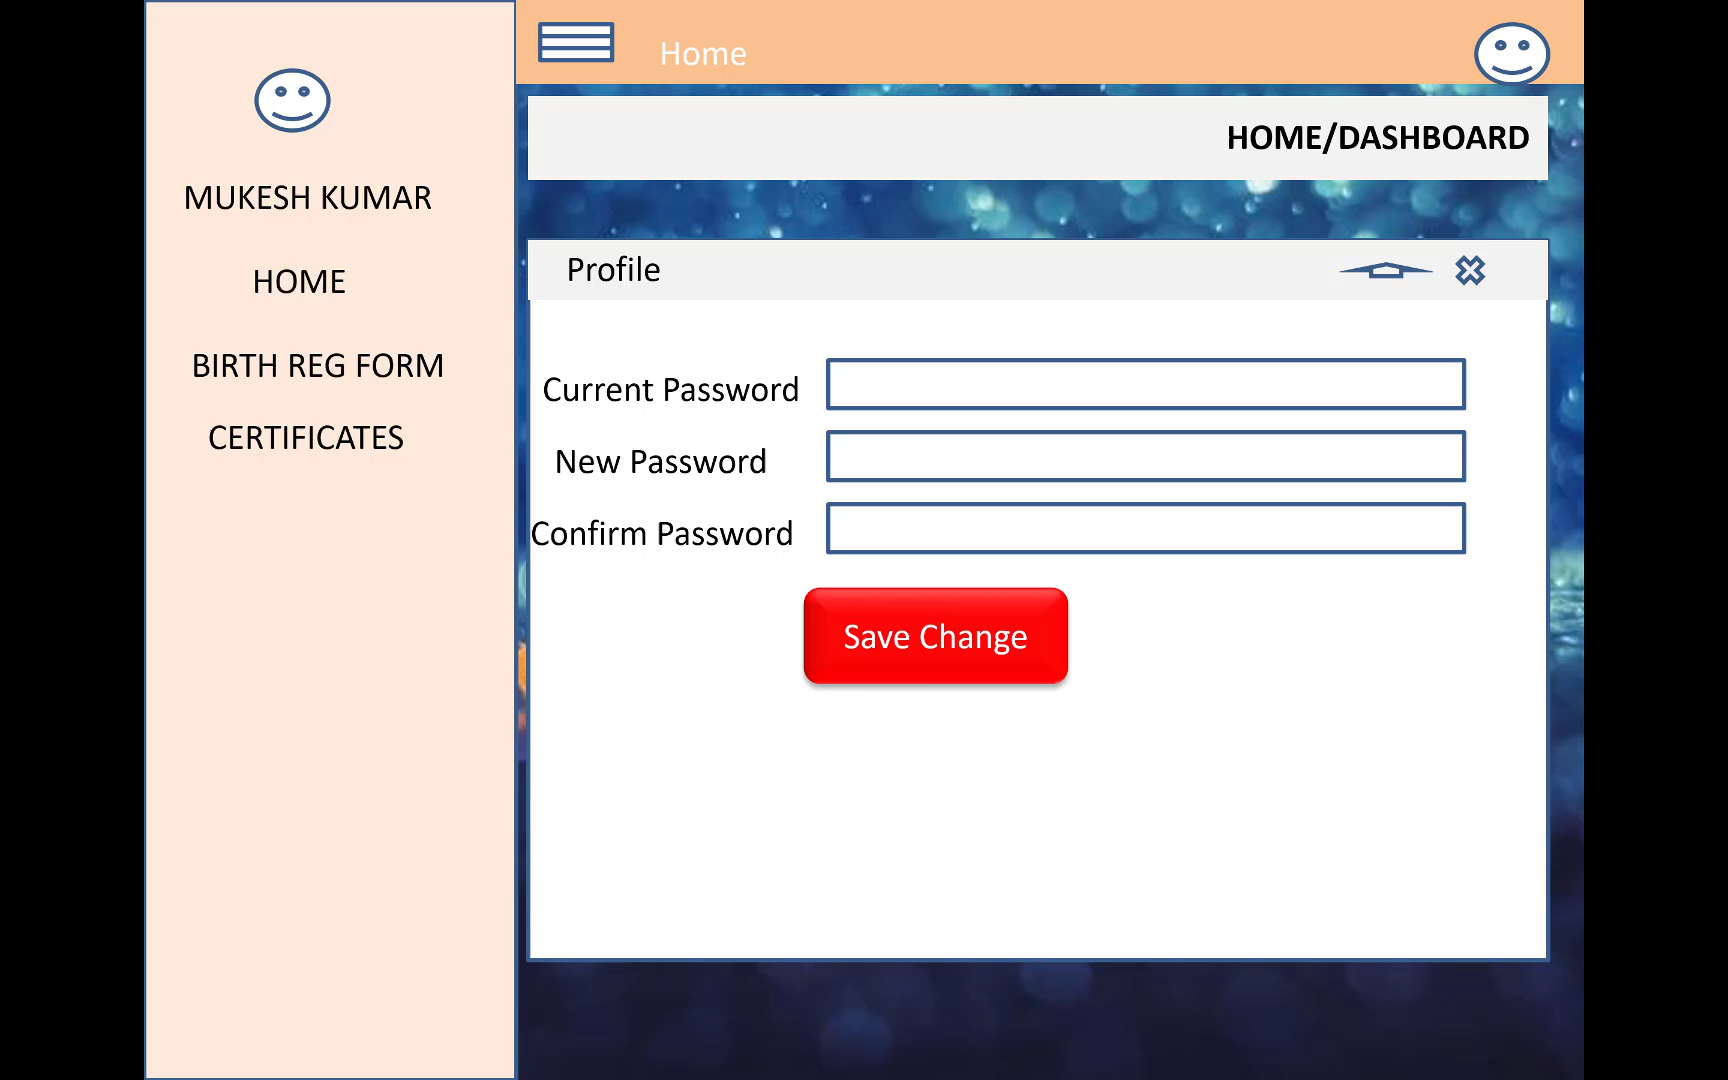 Home
HOME/DASHBOARD
MUKESH KUMAR
HOME
BIRTH REG FORM
CERTIFICATES
Profile
Current Password
New Password
Confirm Password
Save Change